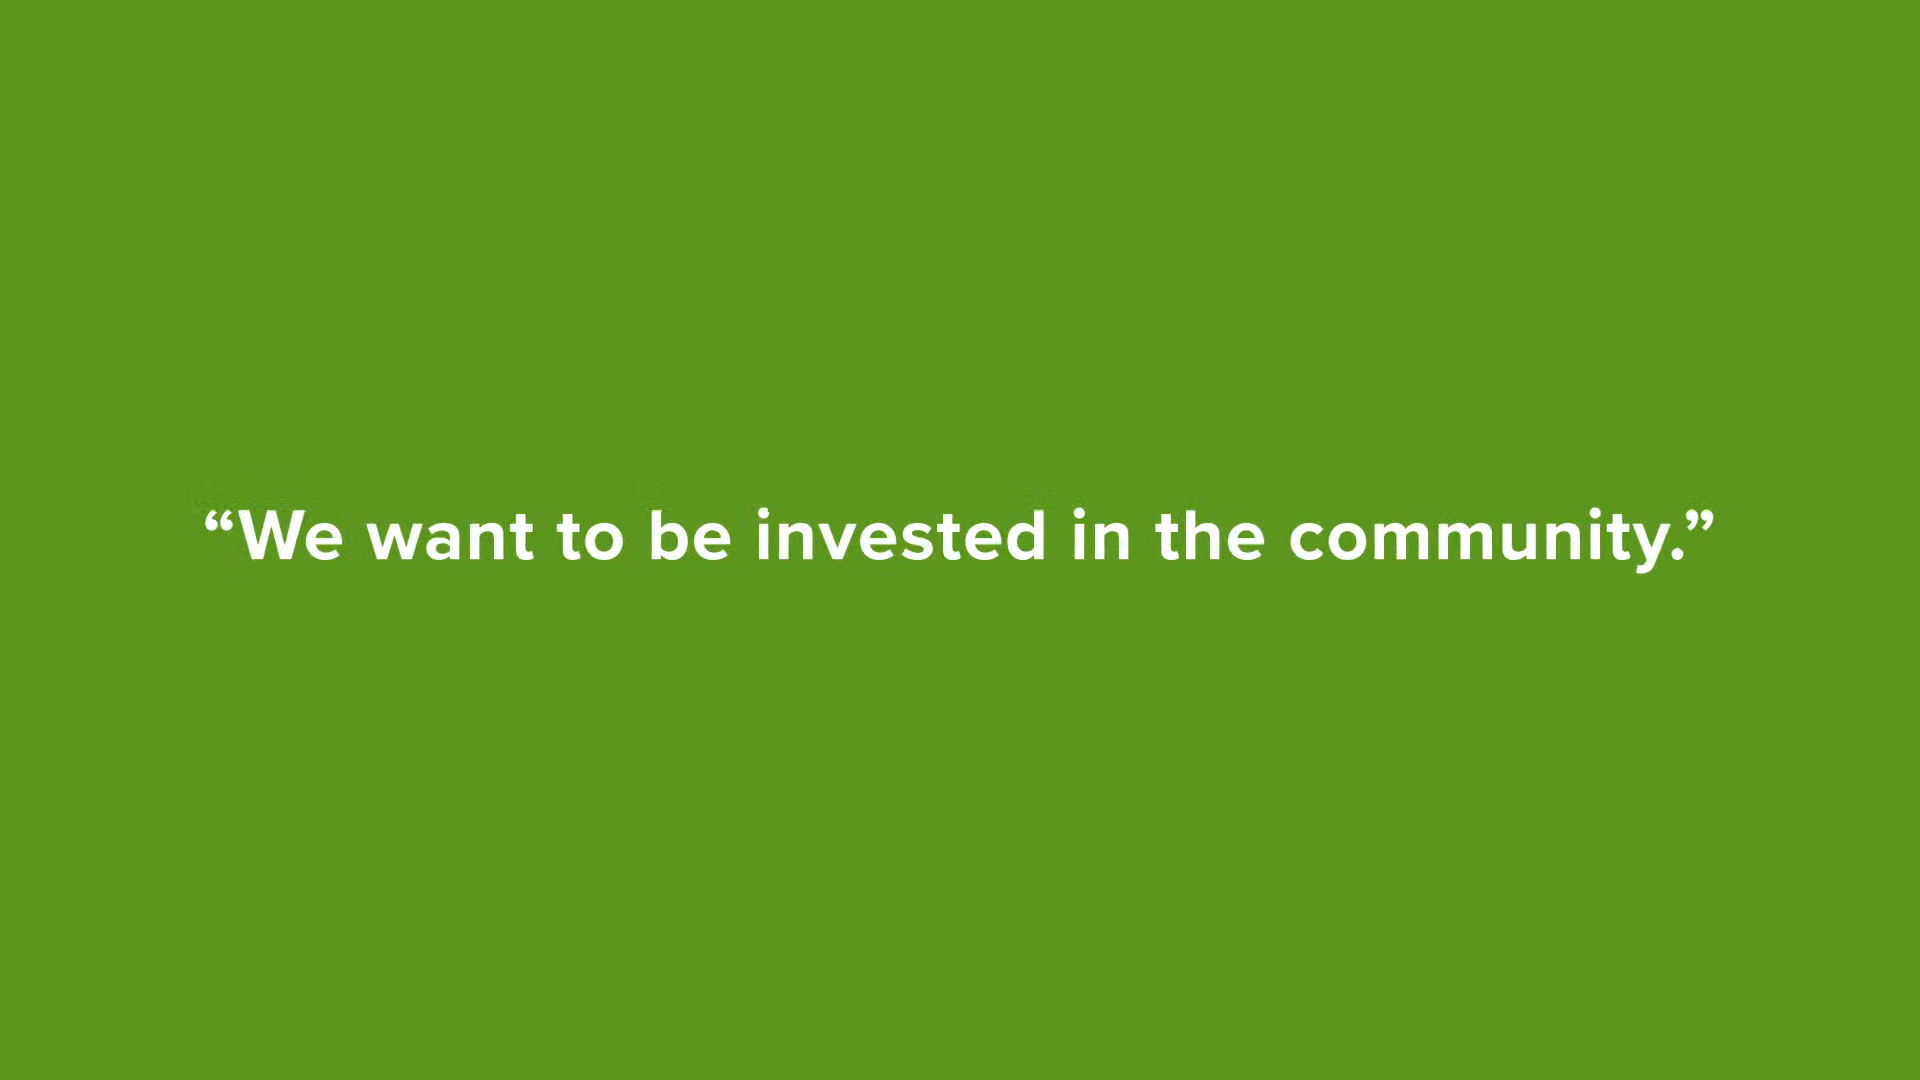 “We want to be invested in the community.”